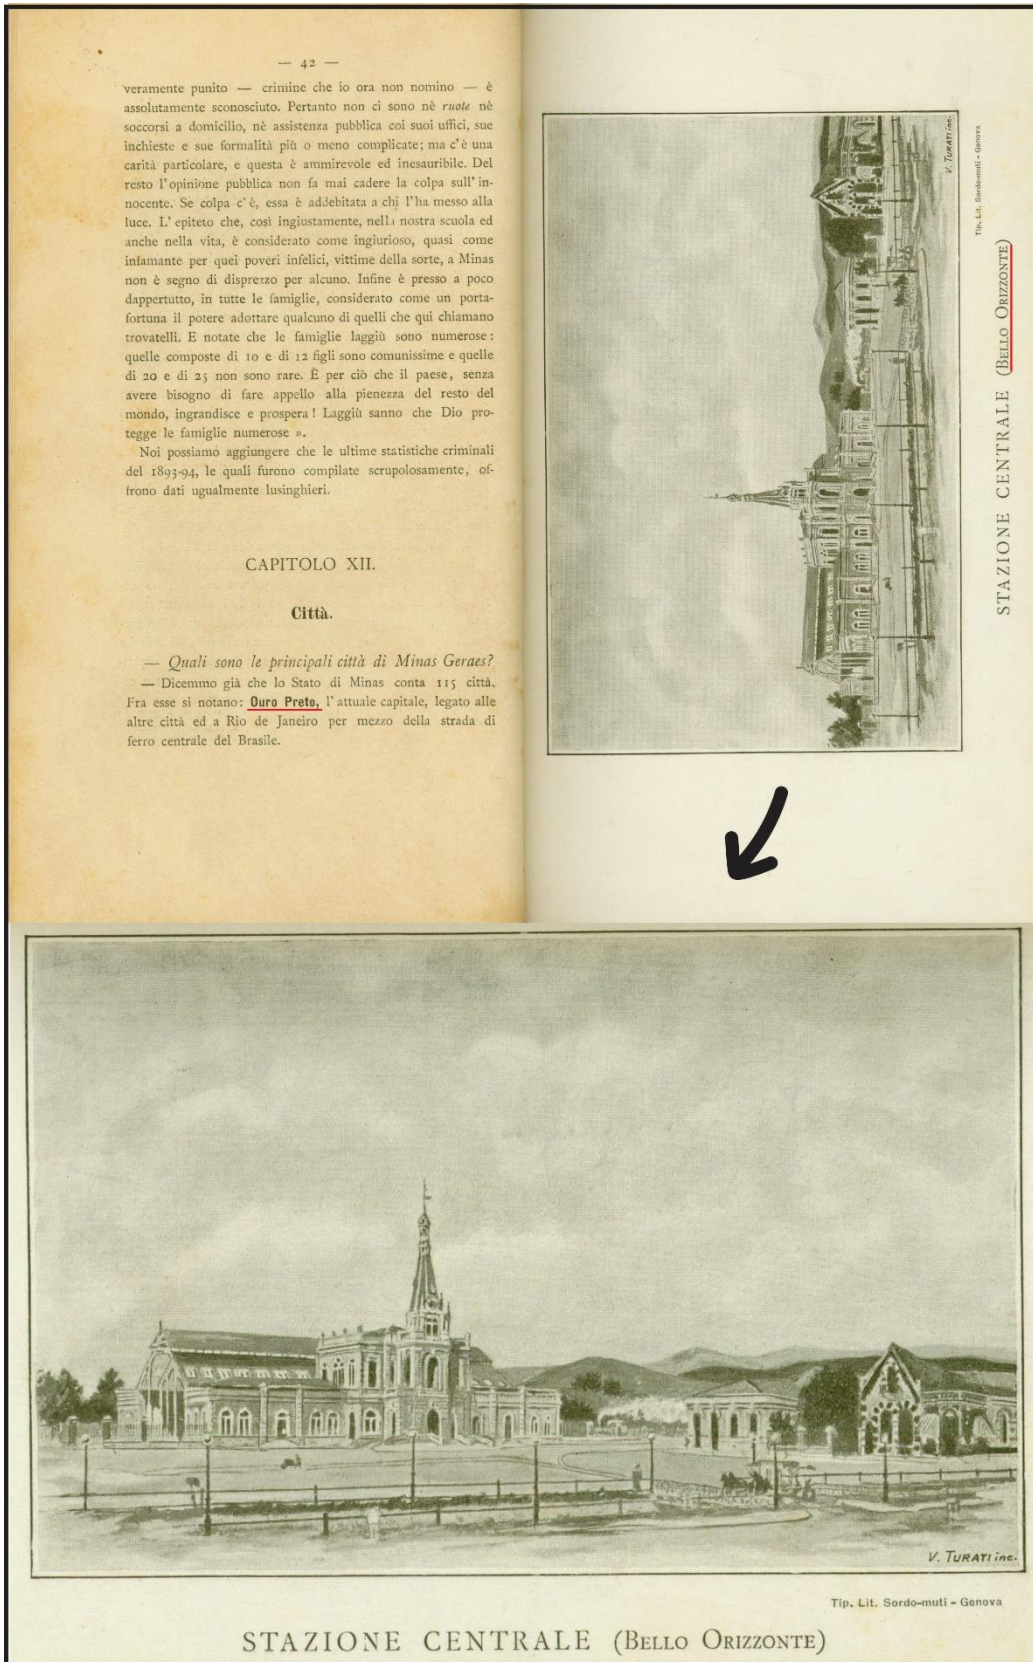 — 42 —
veramente punito — crimine che io ora non nomino — è
assolutamente sconosciuto. Pertanto non ci sono nè ruote nè
soccorsi a domicilio, nè assistenza pubblica coi suoi uffici, sue
inchieste e sue formalità più o meno complicate; ma c'è una
carità particolare, e questa è ammirevole ed inesauribile. Del
resto l'opinione pubblica non fa mai cadere la colpa sull'in-
nocente. Se colpa c'è, essa è addebitata a chi l'ha messo alla
luce. L'epiteto che, così ingiustamente, nella nostra scuola ed
anche nella vita, è considerato come ingiurioso, quasi come
infamante per quei poveri infelici, vittime della sorte, a Minas
non è segno di disprezzo per alcuno. Infine è presso a poco
dappertutto, in tutte le famiglie, considerato come un porta-
fortuna il potere adottare qualcuno di quelli che qui chiamano
trovatelli. E notate che le famiglie laggiù sono numerose:
quelle composte di 10 e di 12 figli sono comunissime e quelle
di 20 e di 25 non sono rare. È per ciò che il paese, senza
avere bisogno di fare appello alla pienezza del resto del
mondo, ingrandisce e prospera! Laggiù sanno che Dio pro-
tegge le famiglie numerose ».
Noi possiamo aggiungere che le ultime statistiche criminali
del 1893-94, le quali furono compilate scrupolosamente, of-
frono dati ugualmente lusinghieri.
CAPITOLO XII.
Città.
— Quali sono le principali città di Minas Geraes?
— Dicemmo già che lo Stato di Minas conta 115 città.
Fra esse si notano: Ouro Preto, l'attuale capitale, legato alle
altre città ed a Rio de Janeiro per mezzo della strada di
ferro centrale del Brasile.
V. TURATI inc.
Tip. Lit. Sordo-muti - Genova
STAZIONE CENTRALE (BELLO ORIZZONTE)
V. TURATI inc.
Tip. Lit. Sordo-muti - Genova
STAZIONE CENTRALE (BELLO ORIZZONTE)